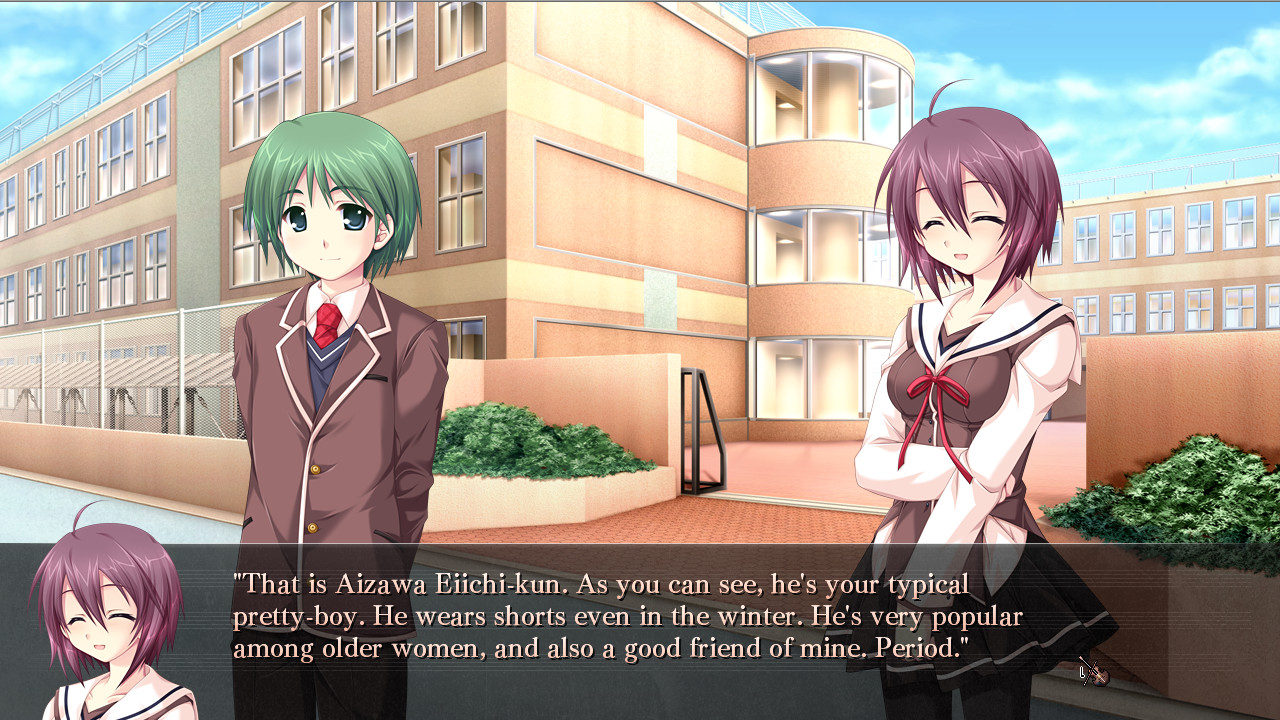 "That is Aizawa Eiichi-kun. As you can see, he's your typical
pretty-boy. He wears shorts even in the winter. He's very popular
among older women, and also a good friend of mine. Period."